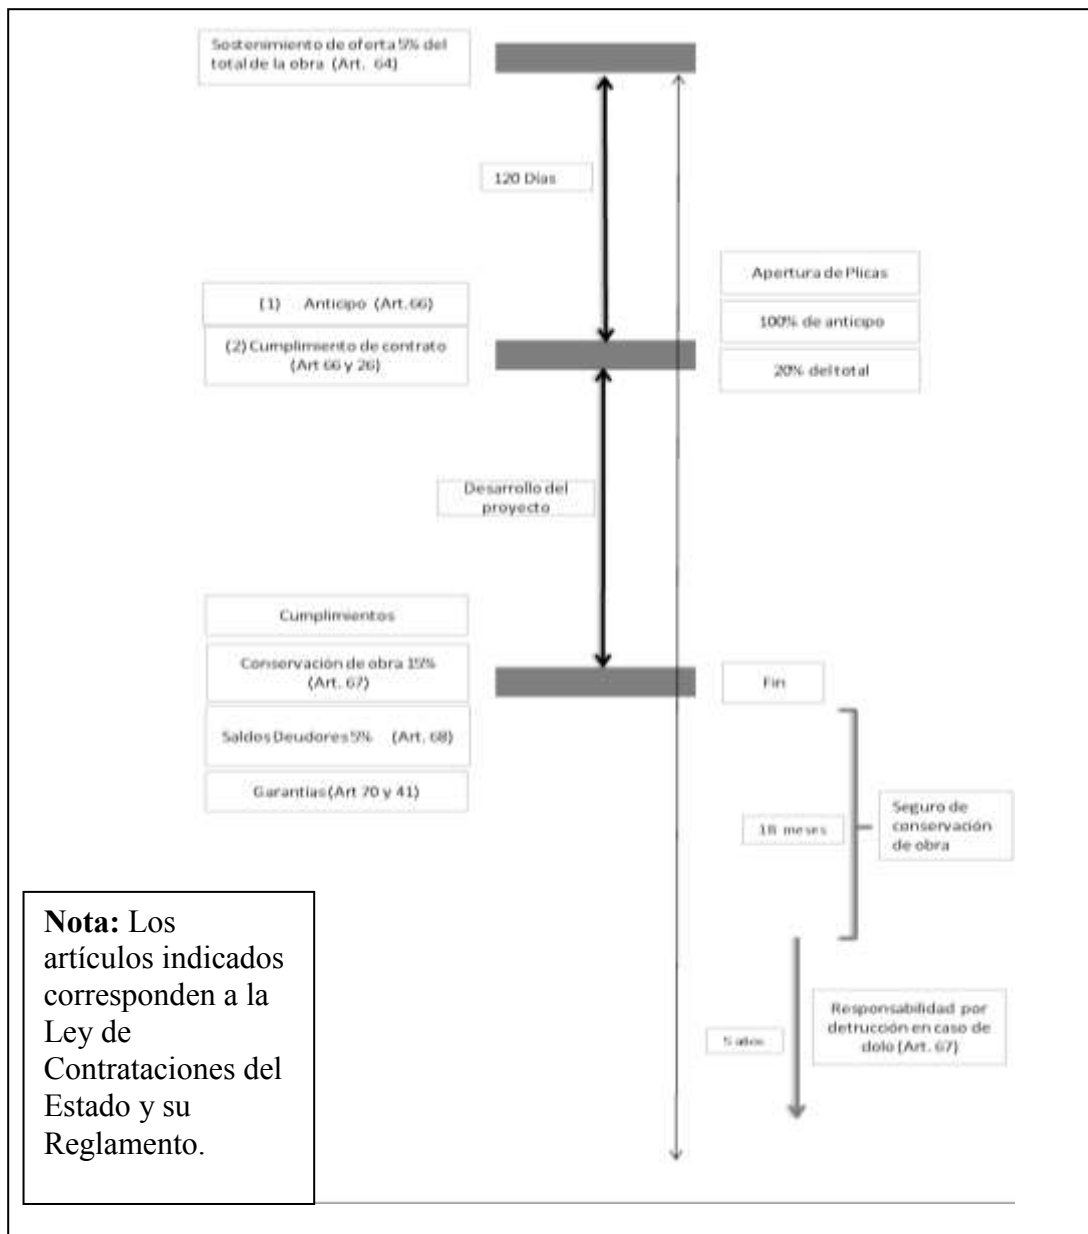 Sostenimiento de oferta 5% del
total de la obra (Art. 64)
120 Días
Apertura de Plicas
(1) Anticipo (Art.66)
100% de anticipo
(2) Cumplimiento de contrato
(Art 66 y 26)
20% del total
Desarrollo del
proyecto
Cumplimientos
Conservación de obra 15%
(Art. 67)
Fin
Saldos Deudores 5% (Art. 68)
Garantías (Art 70 y 41)
18 meses
Seguro de
conservación
de obra
Nota: Los
artículos indicados
corresponden a la
Ley de
Contrataciones del
Estado y su
Reglamento.
5 años
Responsabilidad por
detrucción en caso de
dolo (Art. 67)